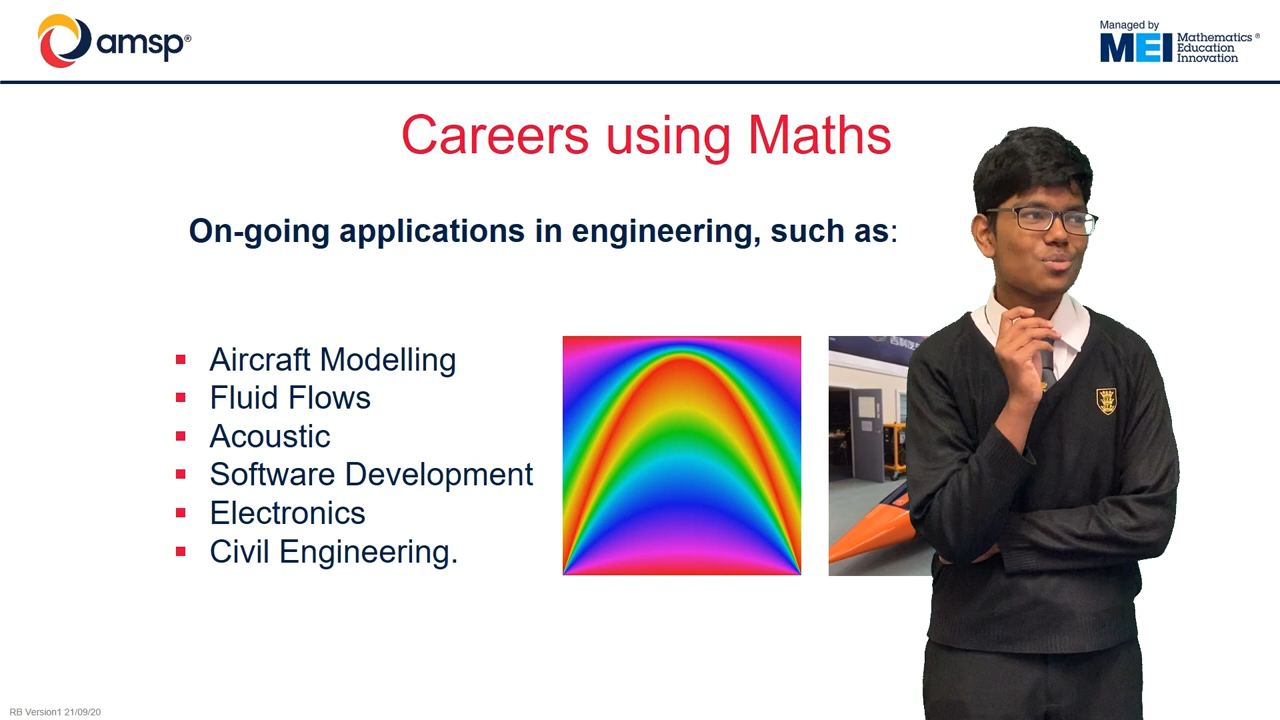 amsp®
Managed by
MEI Mathematics ®
Education
Innovation
Careers using Maths
On-going applications in engineering, such as:
Aircraft Modelling
Fluid Flows
Acoustic
Software Development
Electronics
Civil Engineering.
RB Version1 21/09/20